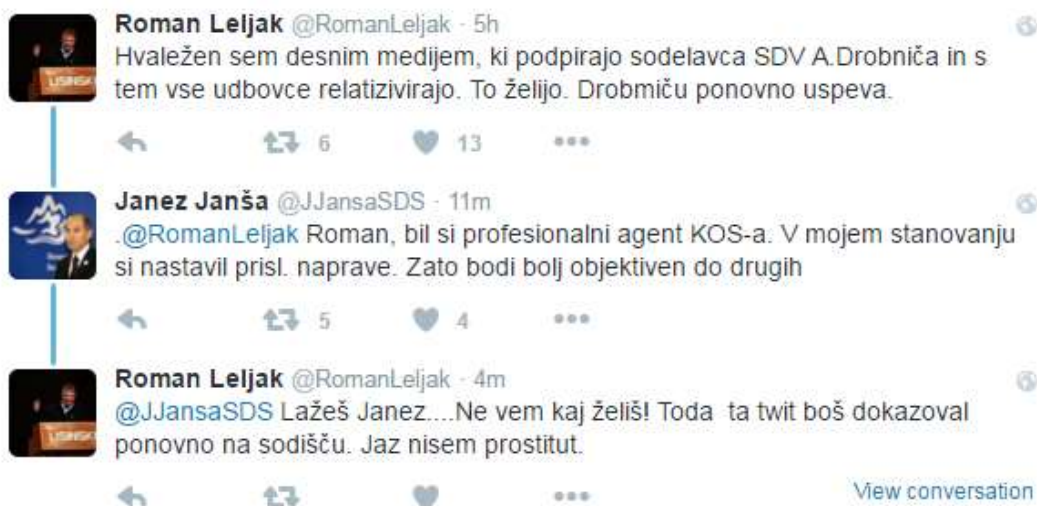 Roman Leljak @RomanLeljak · 5h
Hvaležen sem desnim medijem, ki podpirajo sodelavca SDV A.Drobniča in s
tem vse udbovce relatizivirajo. To želijo. Drobmiču ponovno uspeva.
6 13
LISINSKI
Janez Janša @JJansaSDS · 11m
.@RomanLeljak Roman, bil si profesionalni agent KOS-a. V mojem stanovanju
si nastavil prisl. naprave. Zato bodi bolj objektiven do drugih
5 4
Roman Leljak @RomanLeljak · 4m
@JJansaSDS Lažeš Janez....Ne vem kaj želiš! Toda ta twit boš dokazoval
ponovno na sodišču. Jaz nisem prostitut.
LISINSKI
View conversation